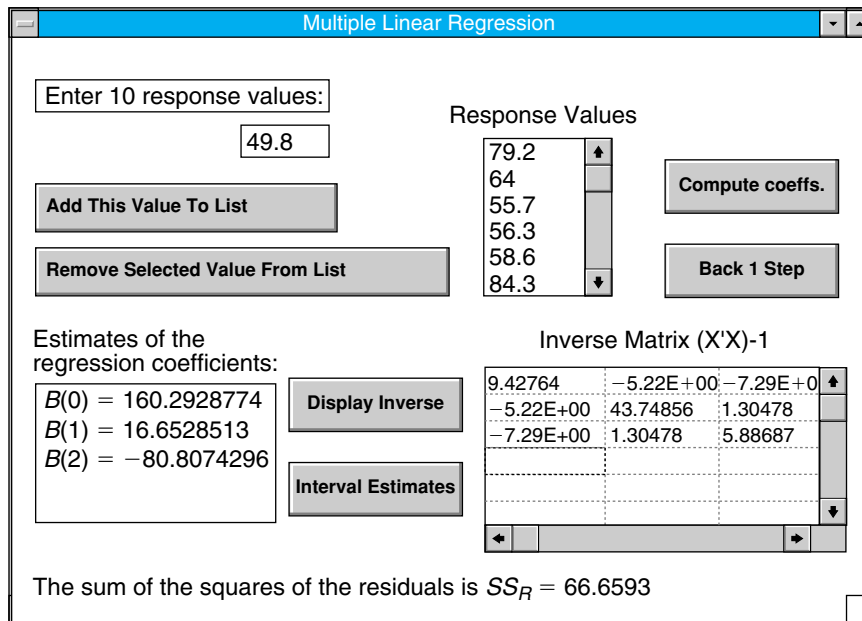 Multiple Linear Regression
Enter 10 response values:
49.8
Response Values
79.2
64
55.7
56.3
58.6
84.3
Add This Value To List
Remove Selected Value From List
Compute coeffs.
Back 1 Step
Estimates of the
regression coefficients:
B(0) = 160.2928774
B(1) = 16.6528513
B(2) = −80.8074296
Display Inverse
Interval Estimates
Inverse Matrix (X'X)-1
9.42764 −5.22E+00 −7.29E+0
−5.22E+00 43.74856 1.30478
−7.29E+00 1.30478 5.88687
The sum of the squares of the residuals is SSR = 66.6593